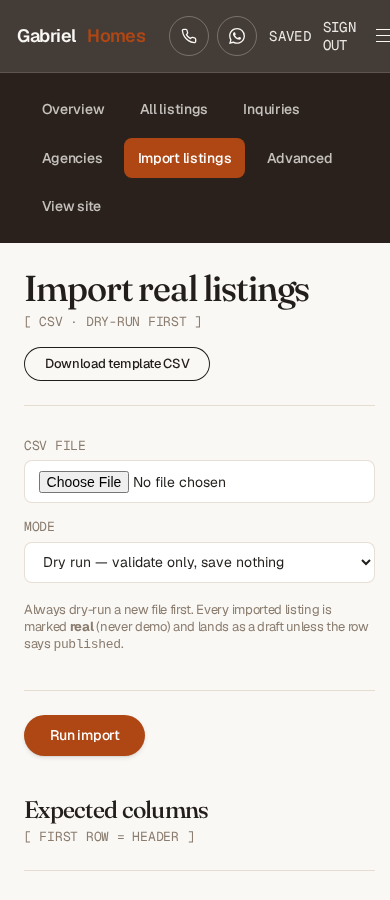 Gabriel Homes SAVED SIGN OUT
Overview All listings Inquiries
Agencies Import listings Advanced
View site
Import real listings
[ CSV · DRY-RUN FIRST ]
Download template CSV
CSV FILE
Choose File No file chosen
MODE
Dry run — validate only, save nothing
Always dry-run a new file first. Every imported listing is
marked real (never demo) and lands as a draft unless the row
says published.
Run import
Expected columns
[ FIRST ROW = HEADER ]